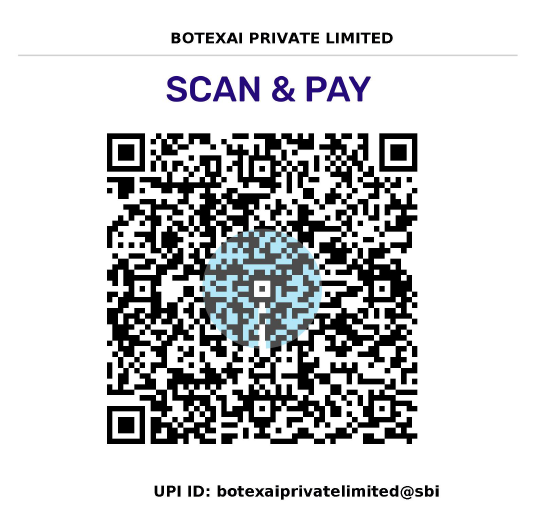 BOTEXAI PRIVATE LIMITED
SCAN & PAY
UPI ID: botexaiprivatelimited@sbi